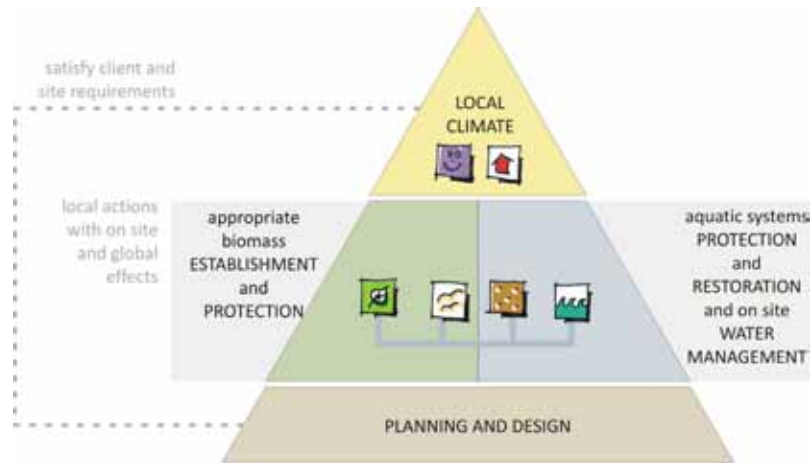 satisfy client and
site requirements
LOCAL
CLIMATE
local actions
with on site
and global
effects
appropriate
biomass
ESTABLISHMENT
and
PROTECTION
aquatic systems
PROTECTION
and
RESTORATION
and on site
WATER
MANAGEMENT
PLANNING AND DESIGN